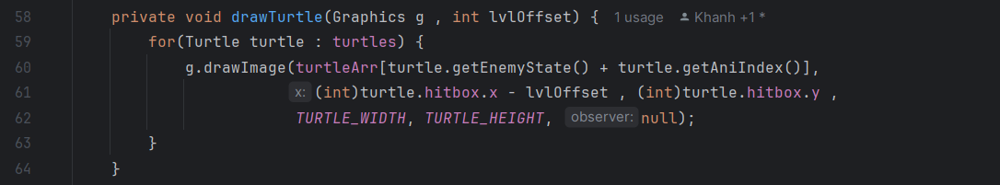 58 private void drawTurtle(Graphics g , int lvlOffset) { 1 usage Khanh +1 *
59 for(Turtle turtle : turtles) {
60 g.drawImage(turtleArr[turtle.getEnemyState() + turtle.getAniIndex()],
61 x: (int)turtle.hitbox.x - lvlOffset , (int)turtle.hitbox.y ,
62 TURTLE_WIDTH, TURTLE_HEIGHT, observer: null);
63 }
64 }